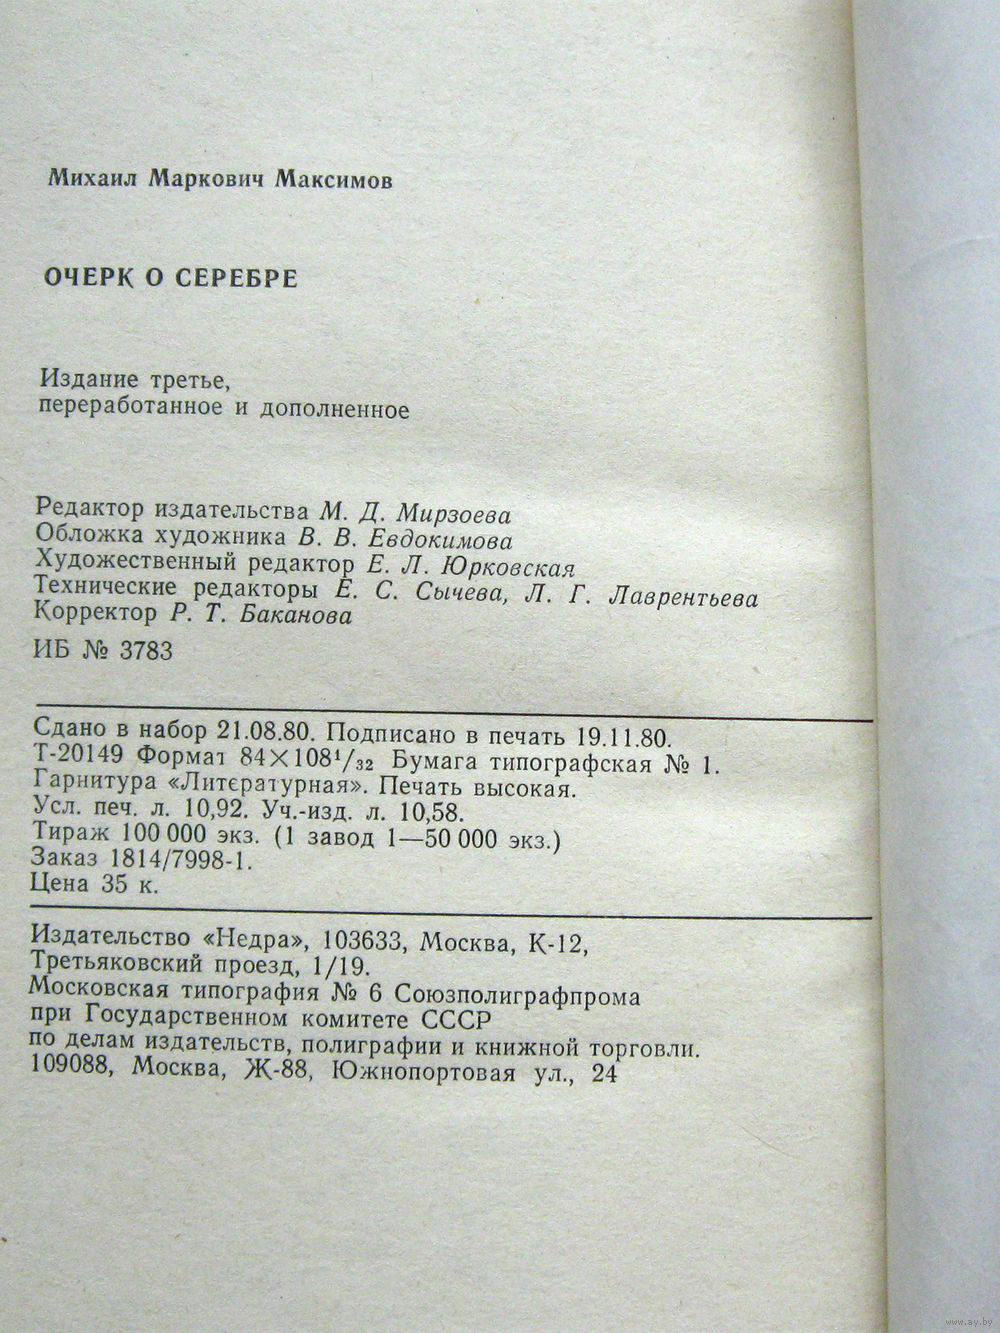 Михаил Маркович Максимов
ОЧЕРК О СЕРЕБРЕ
Издание третье,
переработанное и дополненное
Редактор издательства М. Д. Мирзоева
Обложка художника В. В. Евдокимова
Художественный редактор Е. Л. Юрковская
Технические редакторы Е. С. Сычева, Л. Г. Лаврентьева
Корректор Р. Т. Баканова
ИБ № 3783
Сдано в набор 21.08.80. Подписано в печать 19.11.80.
Т-20149 Формат 84×108¹/₃₂ Бумага типографская № 1.
Гарнитура «Литературная». Печать высокая.
Усл. печ. л. 10,92. Уч.-изд. л. 10,58.
Тираж 100 000 экз. (1 завод 1—50 000 экз.)
Заказ 1814/7998-1.
Цена 35 к.
Издательство «Недра», 103633, Москва, К-12,
Третьяковский проезд, 1/19.
Московская типография № 6 Союзполиграфпрома
при Государственном комитете СССР
по делам издательств, полиграфии и книжной торговли.
109088, Москва, Ж-88, Южнопортовая ул., 24
www.ay.by